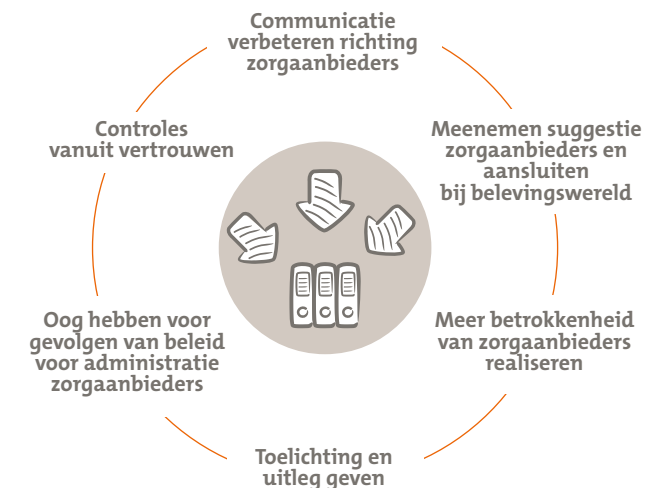 Communicatie
verbeteren richting
zorgaanbieders
Controles
vanuit vertrouwen
Meenemen suggestie
zorgaanbieders en
aansluiten
bij belevingswereld
Oog hebben voor
gevolgen van beleid
voor administratie
zorgaanbieders
Meer betrokkenheid
van zorgaanbieders
realiseren
Toelichting en
uitleg geven